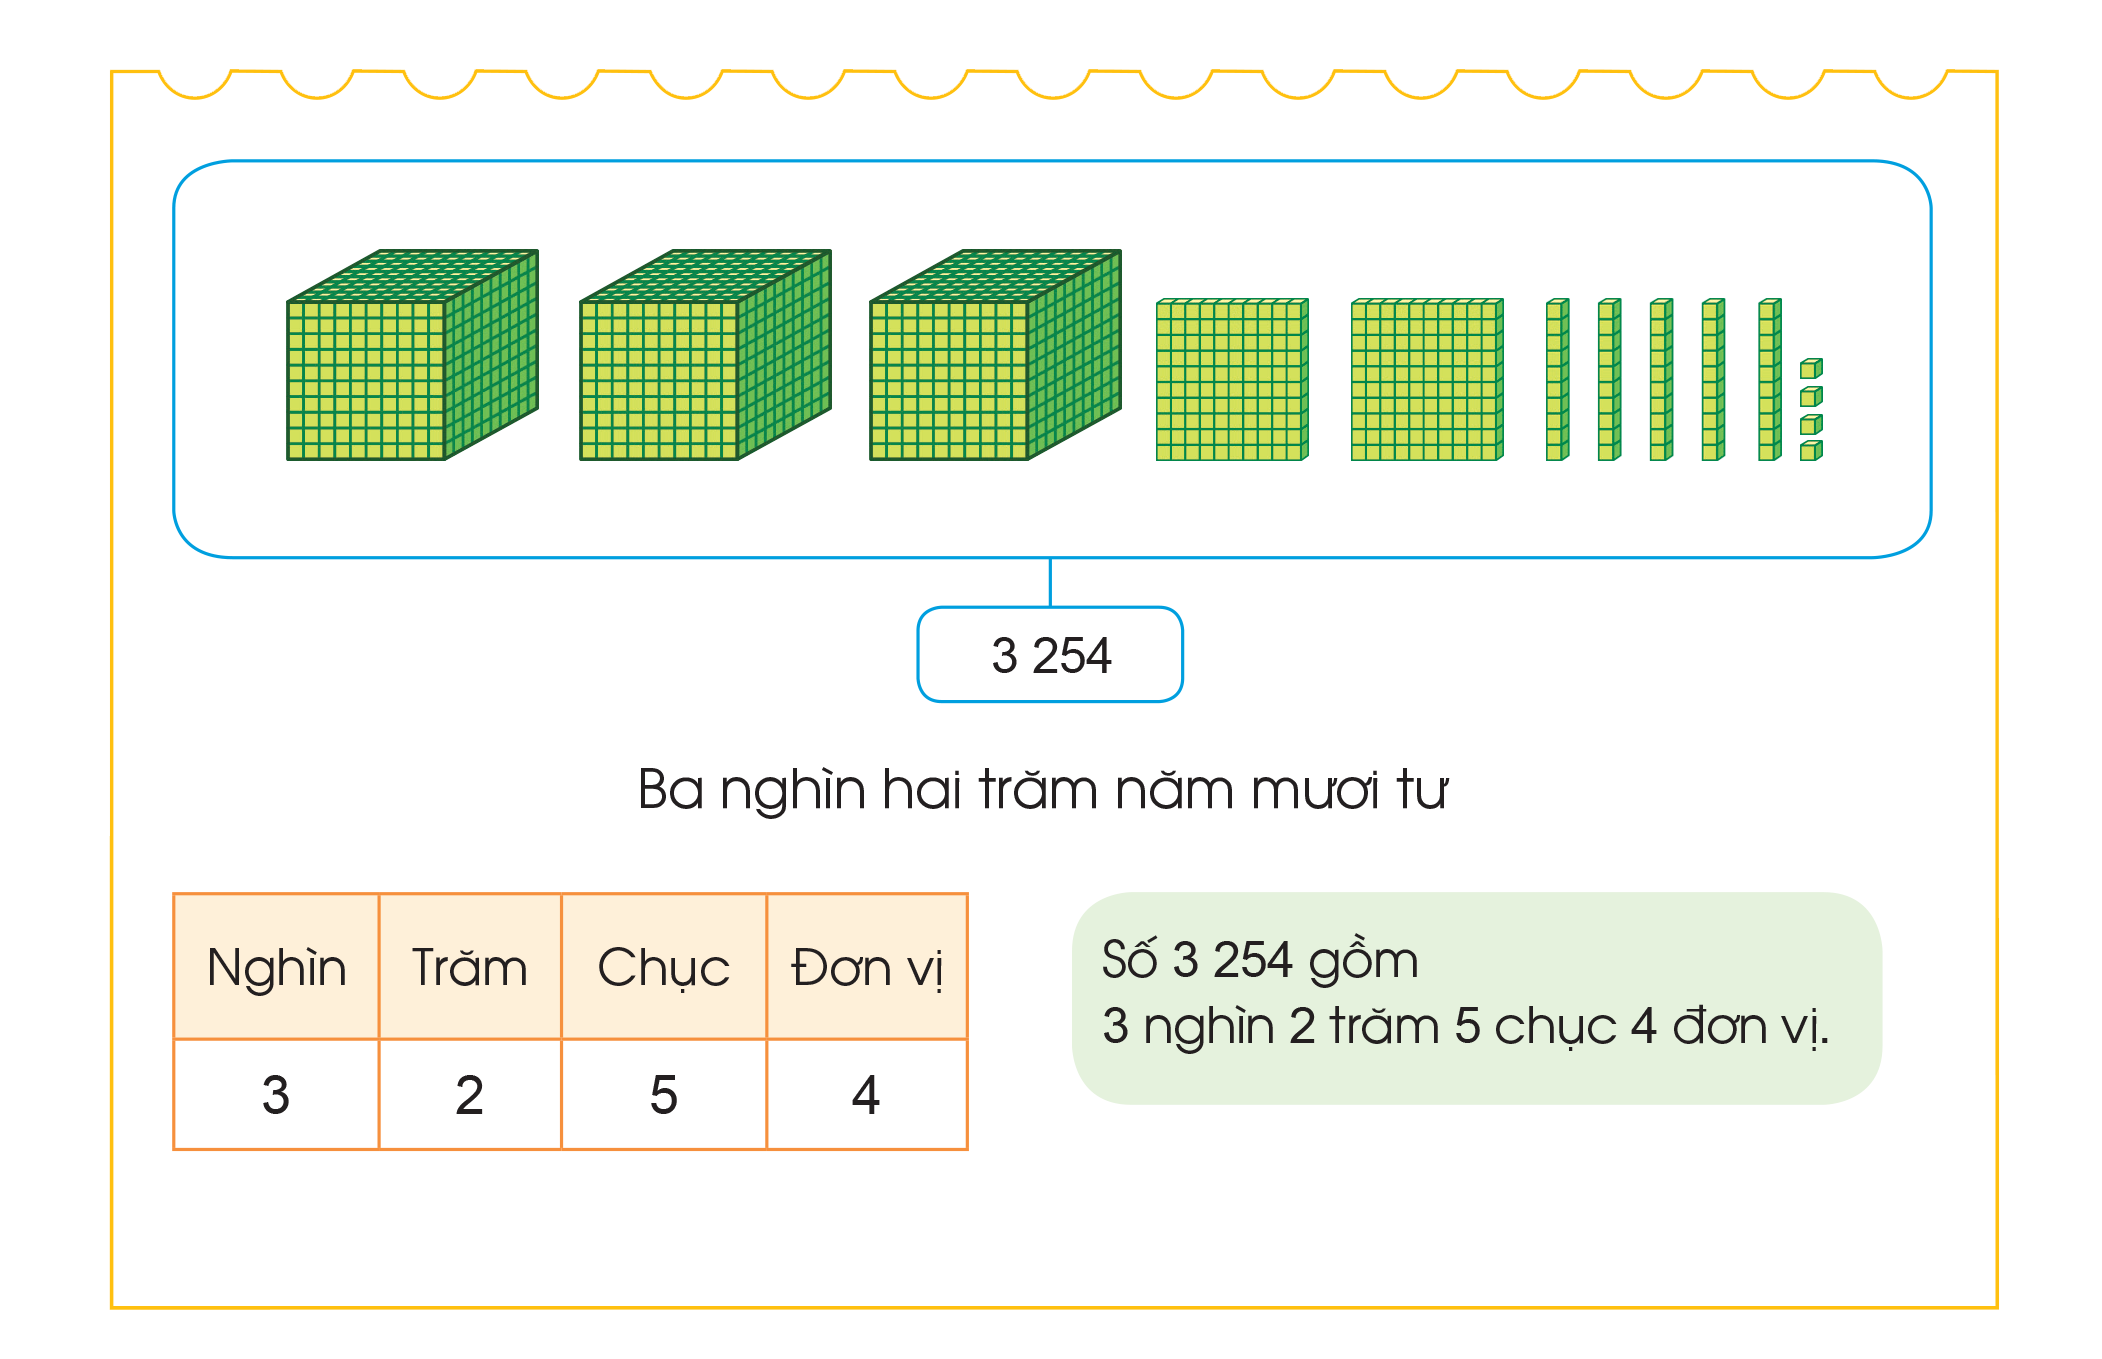 3 254
Ba nghìn hai trăm năm mươi tư
Nghìn Trăm Chục Đơn vị
3 2 5 4
Số 3 254 gồm
3 nghìn 2 trăm 5 chục 4 đơn vị.